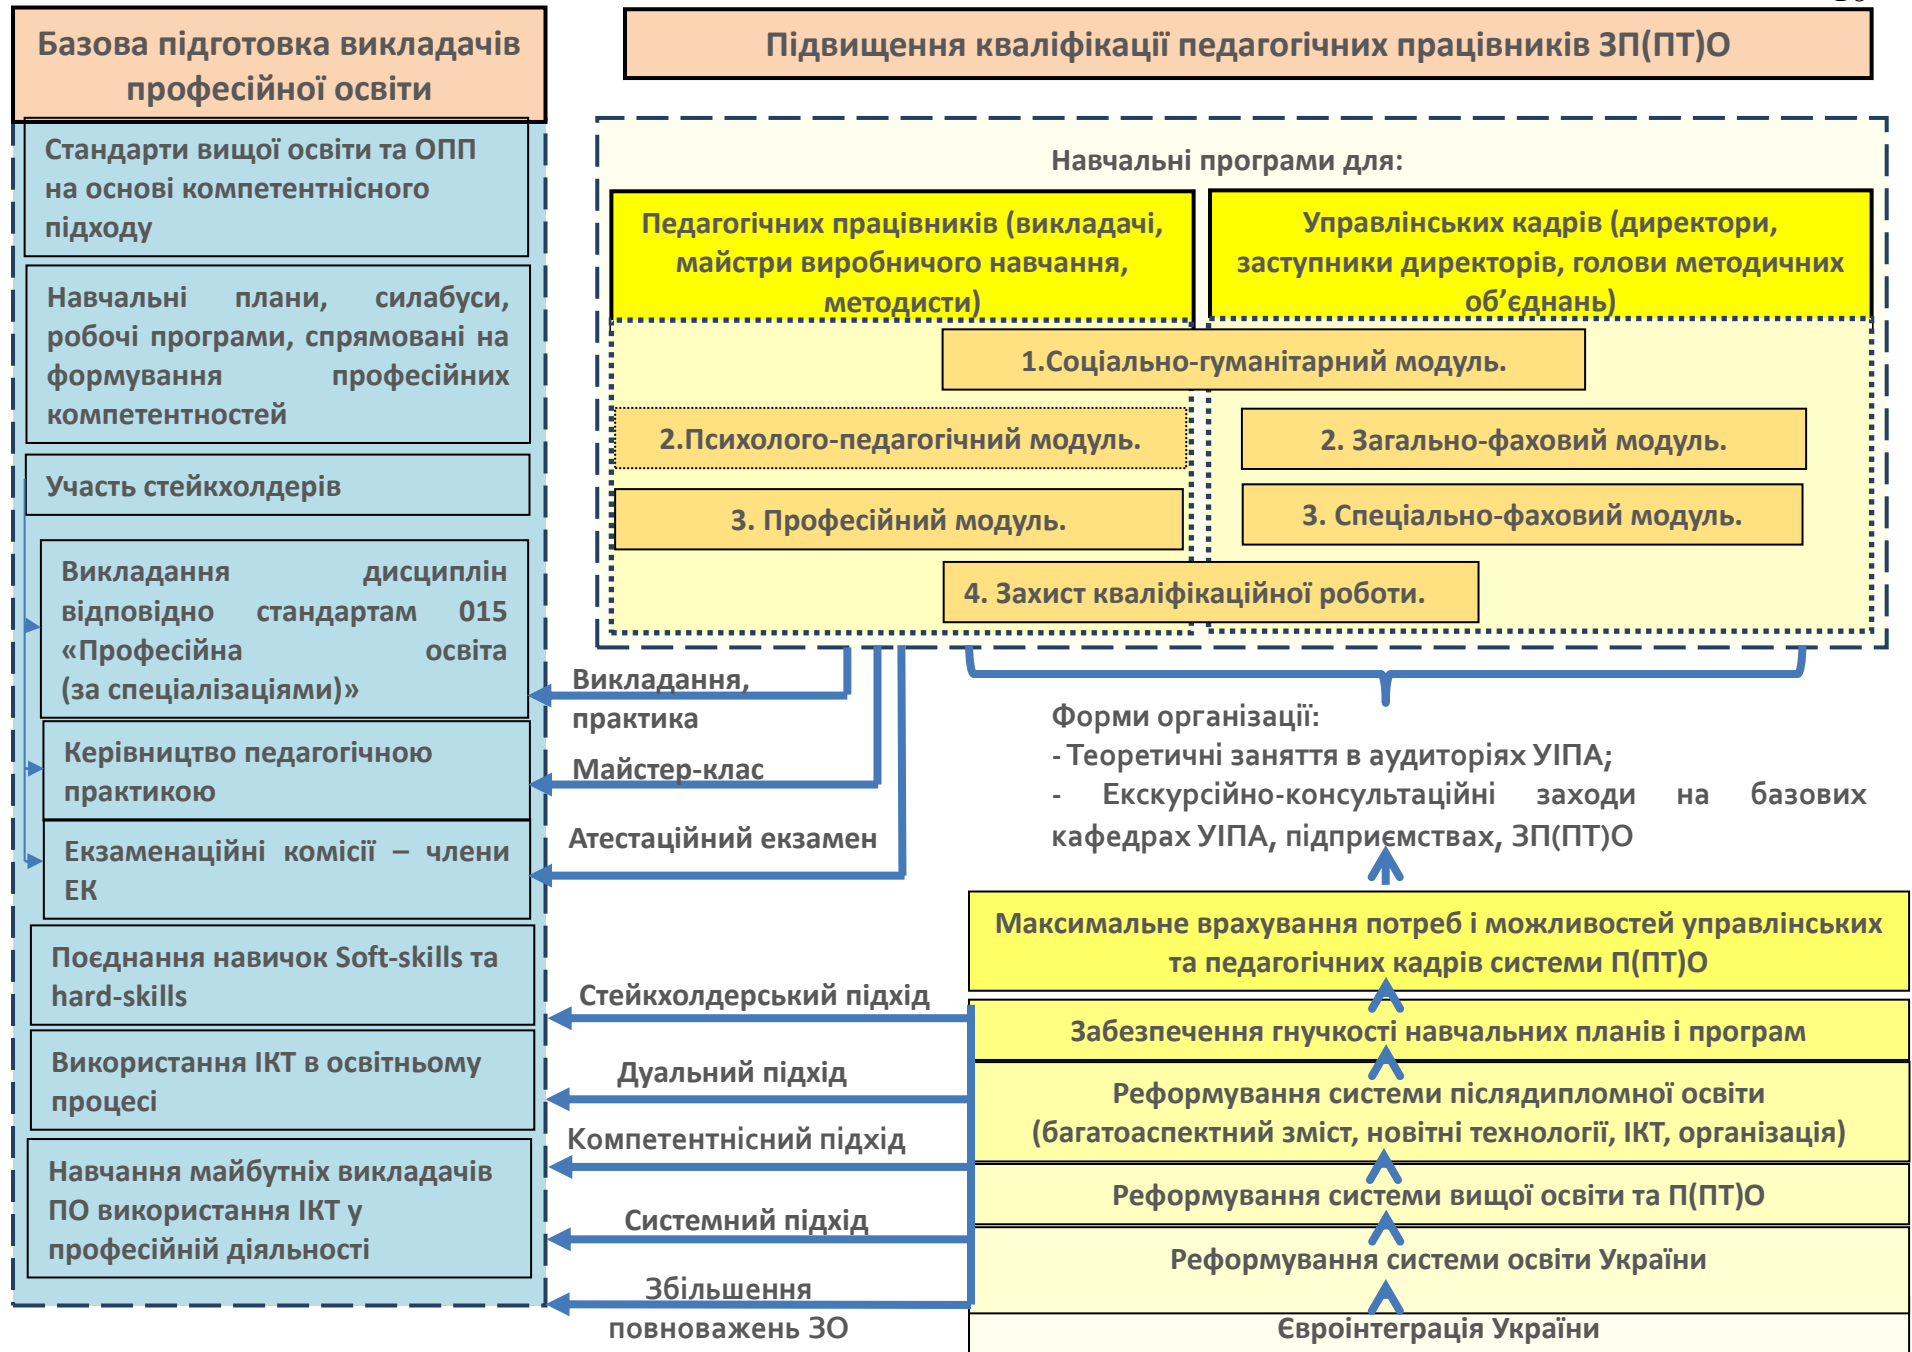 Базова підготовка викладачів
професійної освіти
Стандарти вищої освіти та ОПП
на основі компетентнісного
підходу
Навчальні плани, силабуси,
робочі програми, спрямовані на
формування професійних
компетентностей
Участь стейкхолдерів
Викладання дисциплін
відповідно стандартам 015
«Професійна освіта
(за спеціалізаціями)»
Керівництво педагогічною
практикою
Екзаменаційні комісії – члени
ЕК
Поєднання навичок Soft-skills та
hard-skills
Використання ІКТ в освітньому
процесі
Навчання майбутніх викладачів
ПО використання ІКТ у
професійній діяльності
Викладання,
практика
Майстер-клас
Атестаційний екзамен
Стейкхолдерський підхід
Дуальний підхід
Компетентнісний підхід
Системний підхід
Збільшення
повноважень ЗО
Підвищення кваліфікації педагогічних працівників ЗП(ПТ)О
Навчальні програми для:
Педагогічних працівників (викладачі,
майстри виробничого навчання,
методисти)
Управлінських кадрів (директори,
заступники директорів, голови методичних
об’єднань)
1.Соціально-гуманітарний модуль.
2.Психолого-педагогічний модуль.
2. Загально-фаховий модуль.
3. Професійний модуль.
3. Спеціально-фаховий модуль.
4. Захист кваліфікаційної роботи.
Форми організації:
- Теоретичні заняття в аудиторіях УІПА;
- Екскурсійно-консультаційні заходи на базових
кафедрах УІПА, підприємствах, ЗП(ПТ)О
Максимальне врахування потреб і можливостей управлінських
та педагогічних кадрів системи П(ПТ)О
Забезпечення гнучкості навчальних планів і програм
Реформування системи післядипломної освіти
(багатоаспектний зміст, новітні технології, ІКТ, організація)
Реформування системи вищої освіти та П(ПТ)О
Реформування системи освіти України
Євроінтеграція України